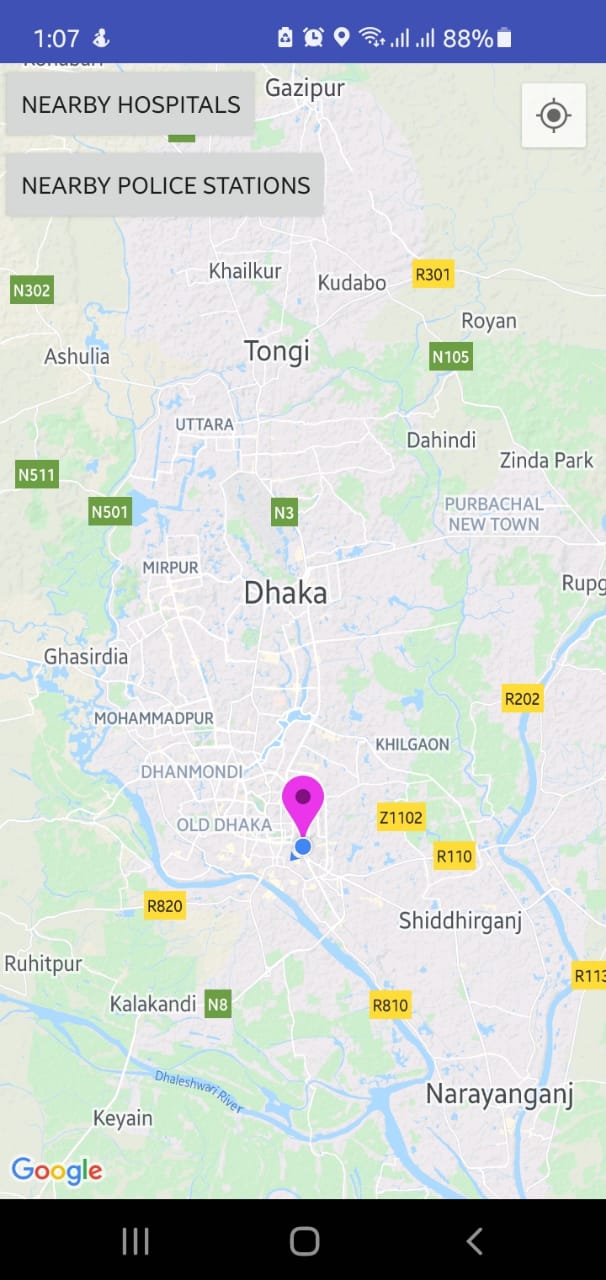 1:07
88%
NEARBY HOSPITALS
Gazipur
NEARBY POLICE STATIONS
Khailkur
Kudabo
R301
N302
Royan
Ashulia
Tongi
N105
UTTARA
Dahindi
Zinda Park
N511
N501
N3
PURBACHAL
NEW TOWN
MIRPUR
Dhaka
Rupg
Ghasirdia
R202
MOHAMMADPUR
KHILGAON
DHANMONDI
OLD DHAKA
Z1102
R110
R820
Shiddhirganj
Ruhitpur
R113
Kalakandi
N8
R810
Dhaleshwari River
Narayanganj
Keyain
Google